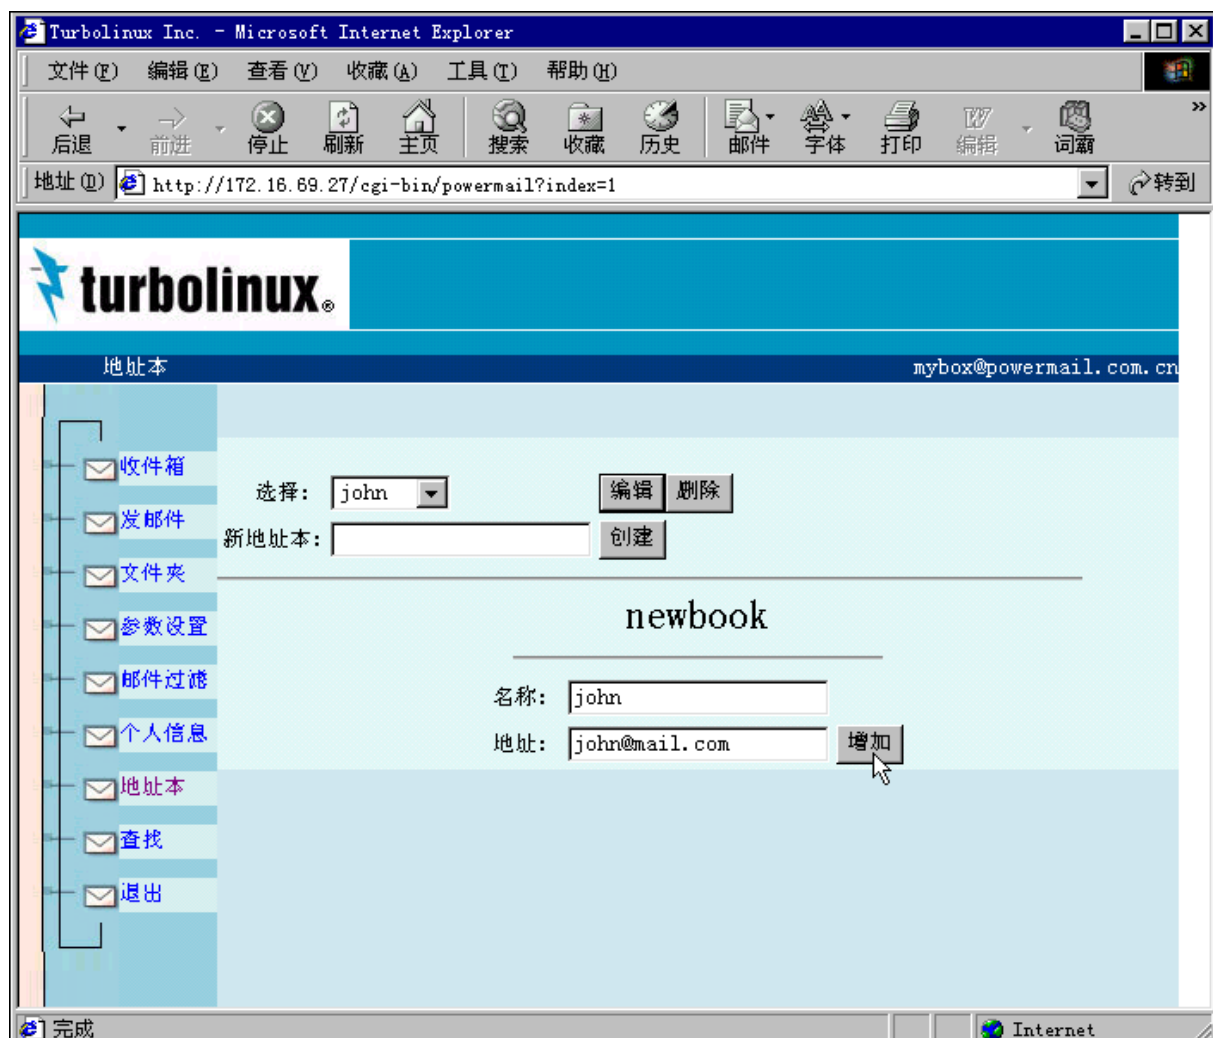 Turbolinux Inc. - Microsoft Internet Explorer
文件(F) 编辑(E) 查看(V) 收藏(A) 工具(T) 帮助(H)
后退 前进 停止 刷新 主页 搜索 收藏 历史 邮件 字体 打印 编辑 词霸 »
地址(D) http://172.16.69.27/cgi-bin/powermail?index=1 转到
turbolinux®
地址本 mybox@powermail.com.cn
收件箱
发邮件
文件夹
参数设置
邮件过滤
个人信息
地址本
查找
退出
选择: john 编辑 删除
新地址本: 创建
newbook
名称: john
地址: john@mail.com 增加
完成 Internet